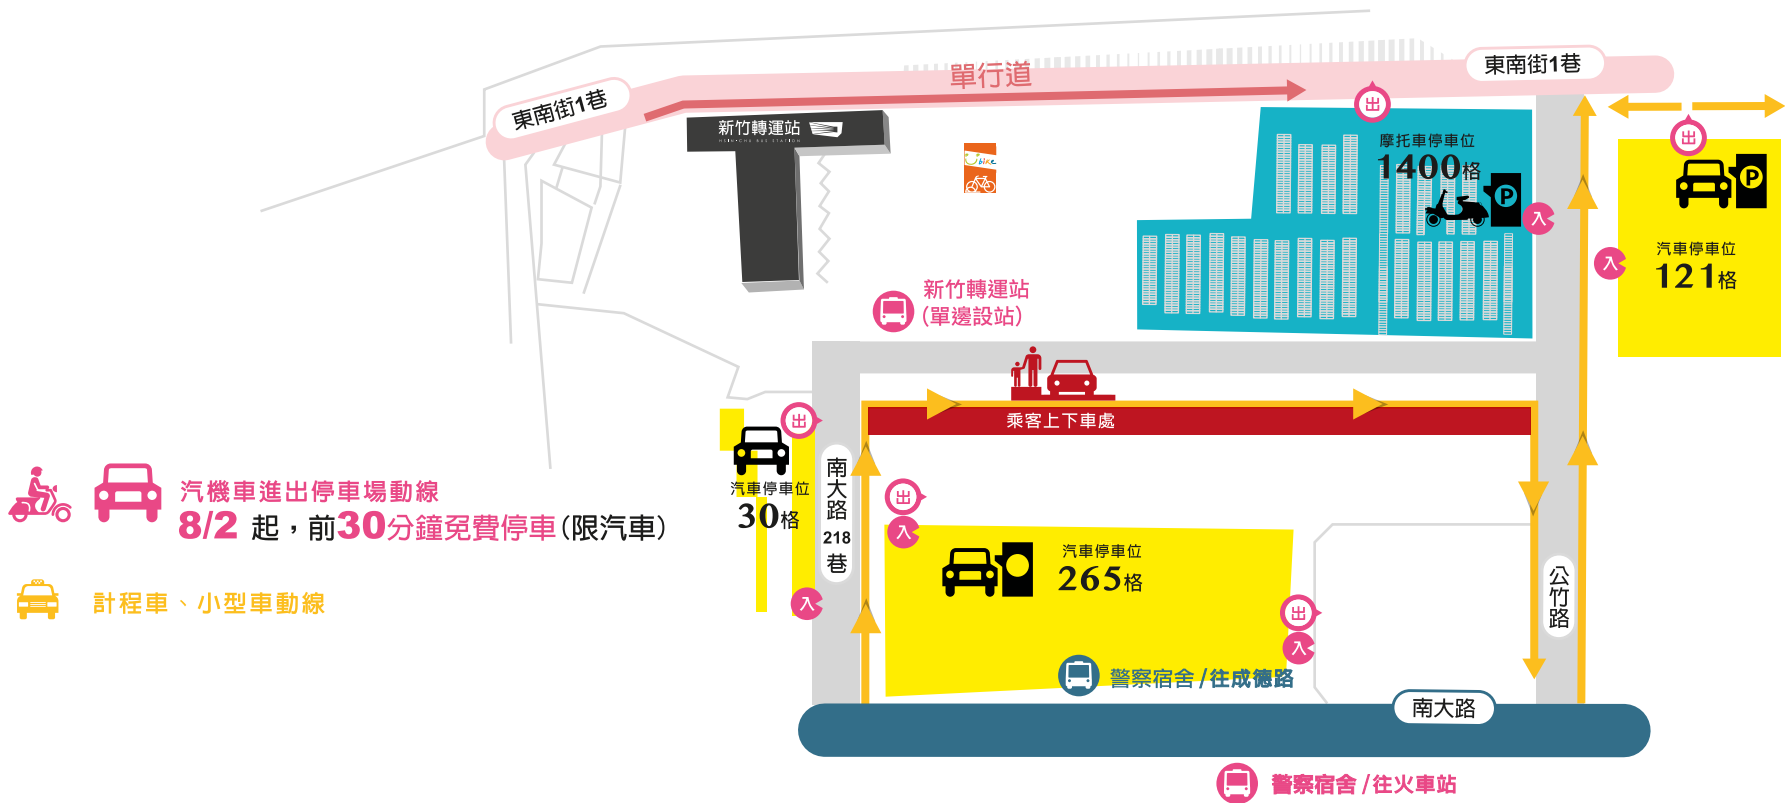 東南街1巷
單行道
東南街1巷
新竹轉運站
HSIN-CHU BUS STATION
Ubike
出
摩托車停車位
1400格
P
入
出
P
入
汽車停車位
121格
新竹轉運站
(單邊設站)
乘客上下車處
出
汽車停車位
30格
入
南大路218巷
出
入
汽車停車位
265格
出
入
公竹路
汽機車進出停車場動線
8/2 起，前30分鐘免費停車(限汽車)
計程車、小型車動線
警察宿舍/往成德路
南大路
警察宿舍/往火車站